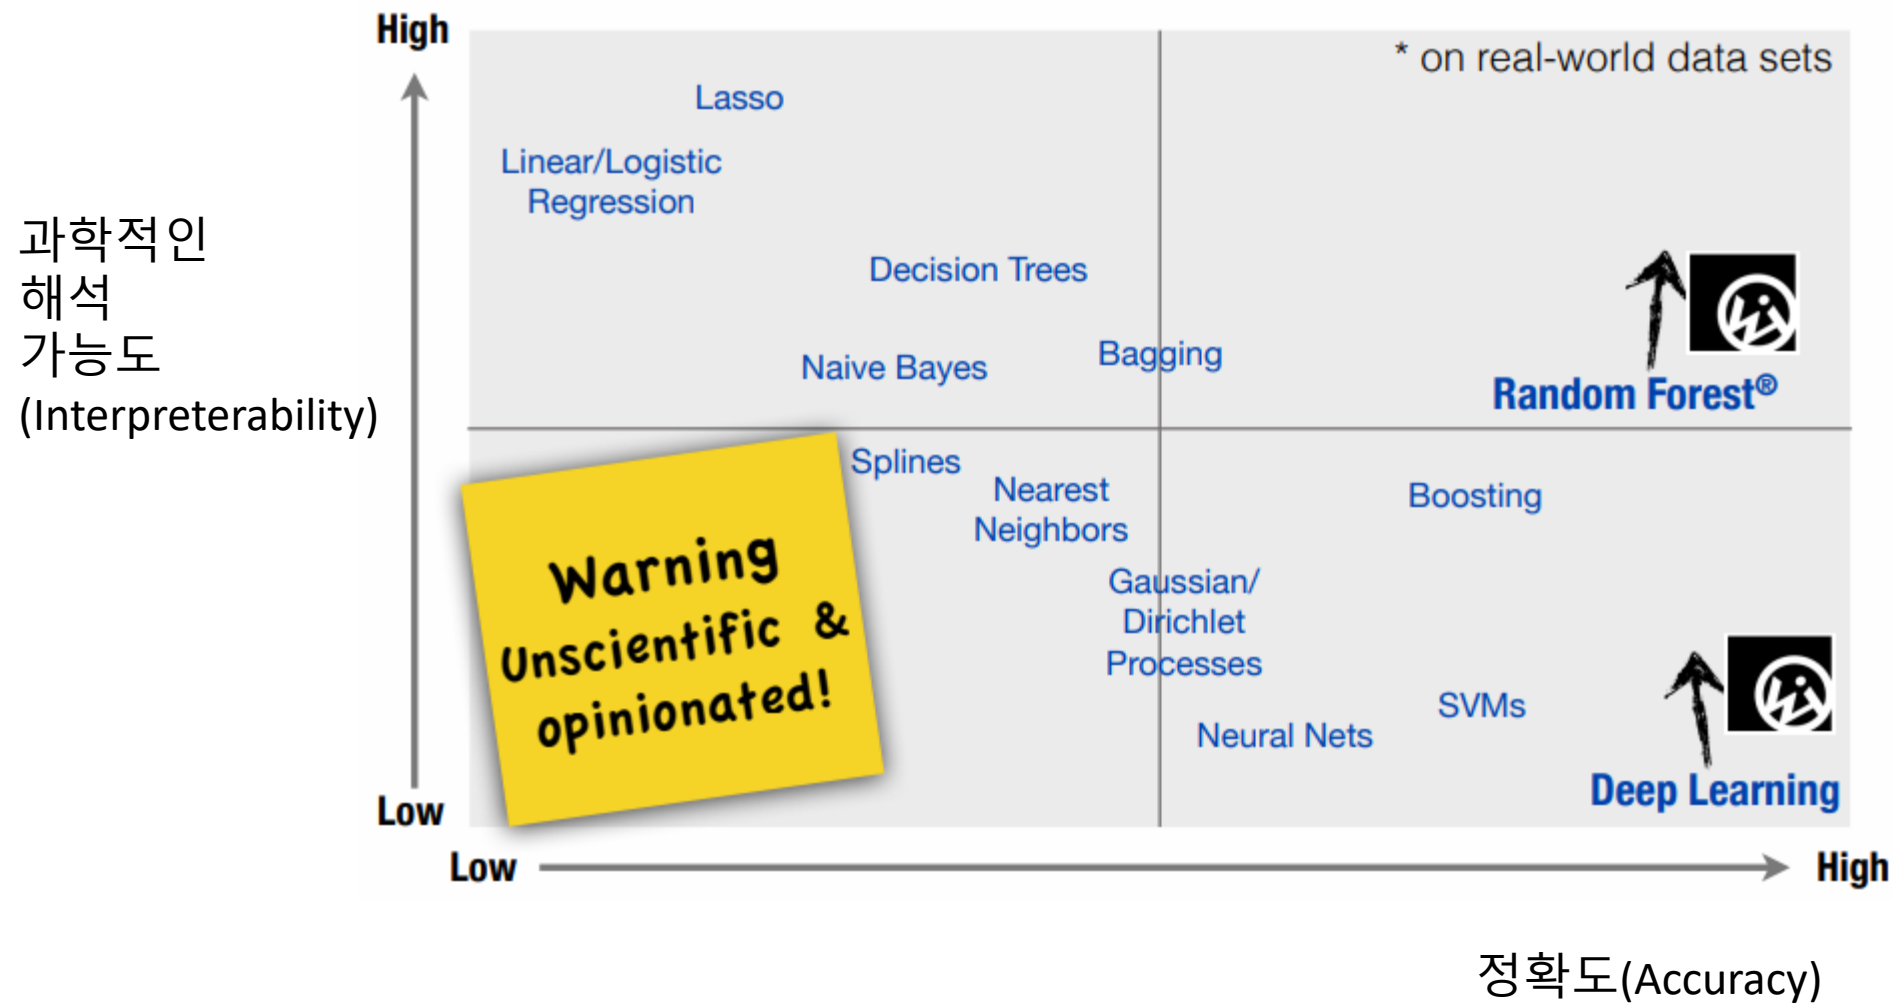 High
* on real-world data sets
Lasso
Linear/Logistic
Regression
과학적인
해석
가능도
(Interpreterability)
Decision Trees
Naive Bayes
Bagging
Random Forest®
Splines
Nearest
Neighbors
Boosting
Warning
Unscientific &
opinionated!
Gaussian/
Dirichlet
Processes
SVMs
Neural Nets
Deep Learning
Low
Low
High
정확도(Accuracy)